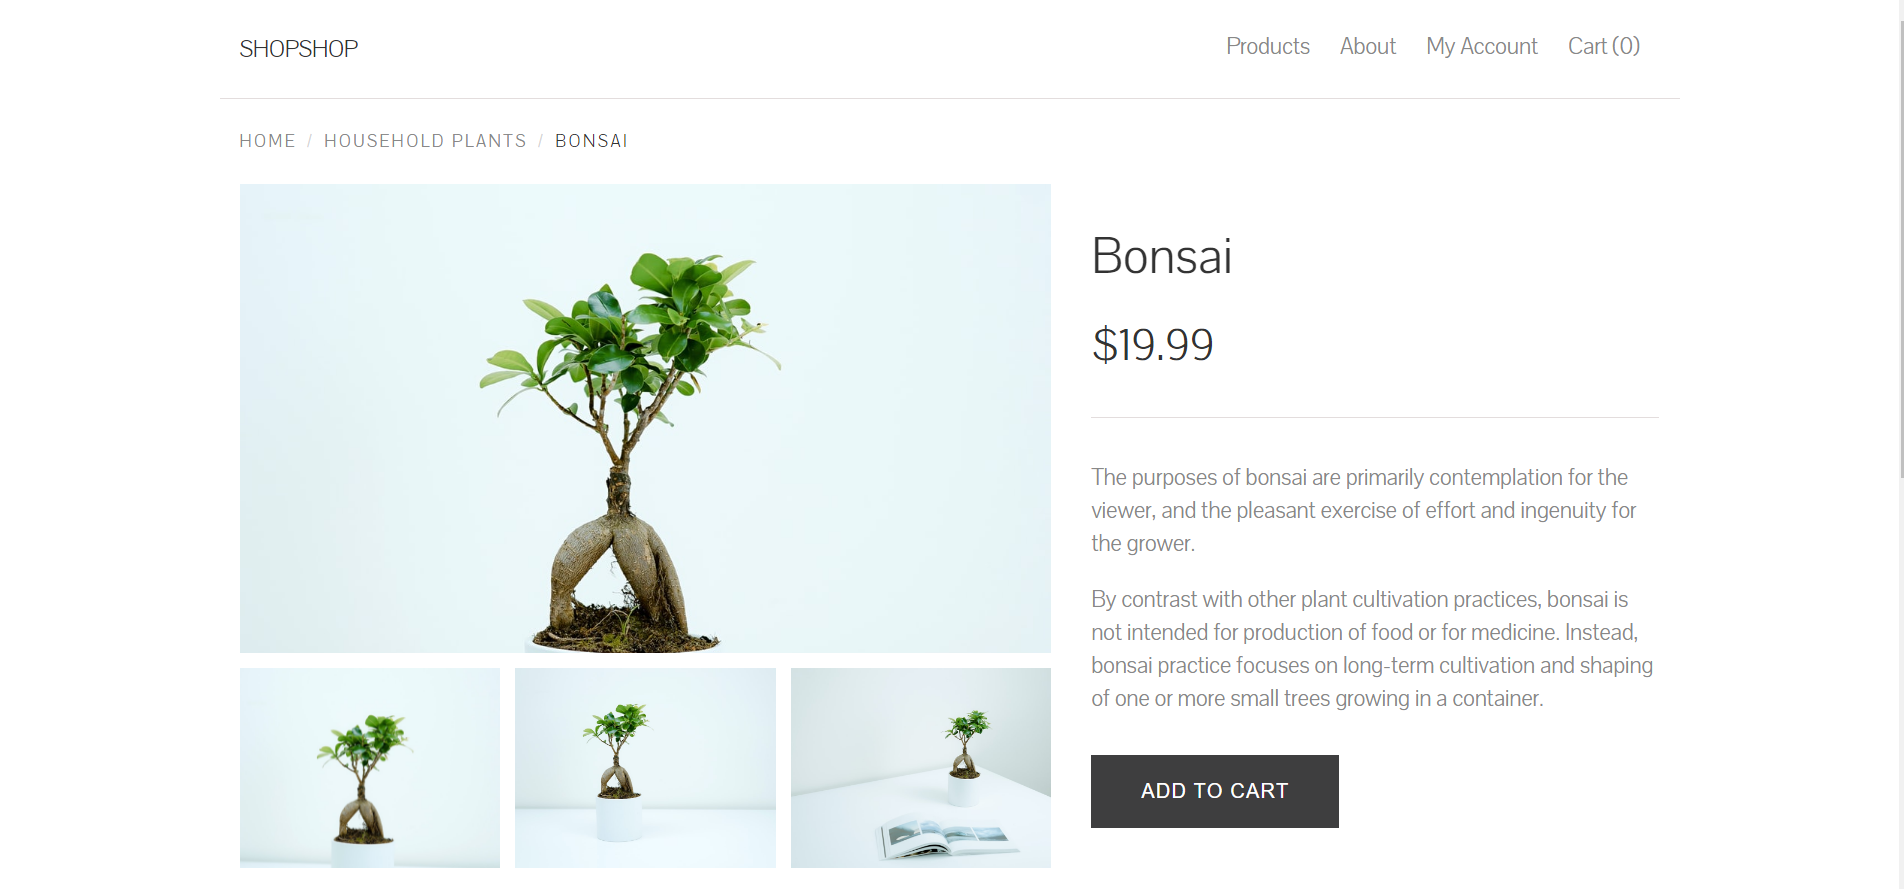 SHOPSHOP
Products About My Account Cart (0)
HOME / HOUSEHOLD PLANTS / BONSAI
Bonsai
$19.99
The purposes of bonsai are primarily contemplation for the
viewer, and the pleasant exercise of effort and ingenuity for
the grower.
By contrast with other plant cultivation practices, bonsai is
not intended for production of food or for medicine. Instead,
bonsai practice focuses on long-term cultivation and shaping
of one or more small trees growing in a container.
ADD TO CART